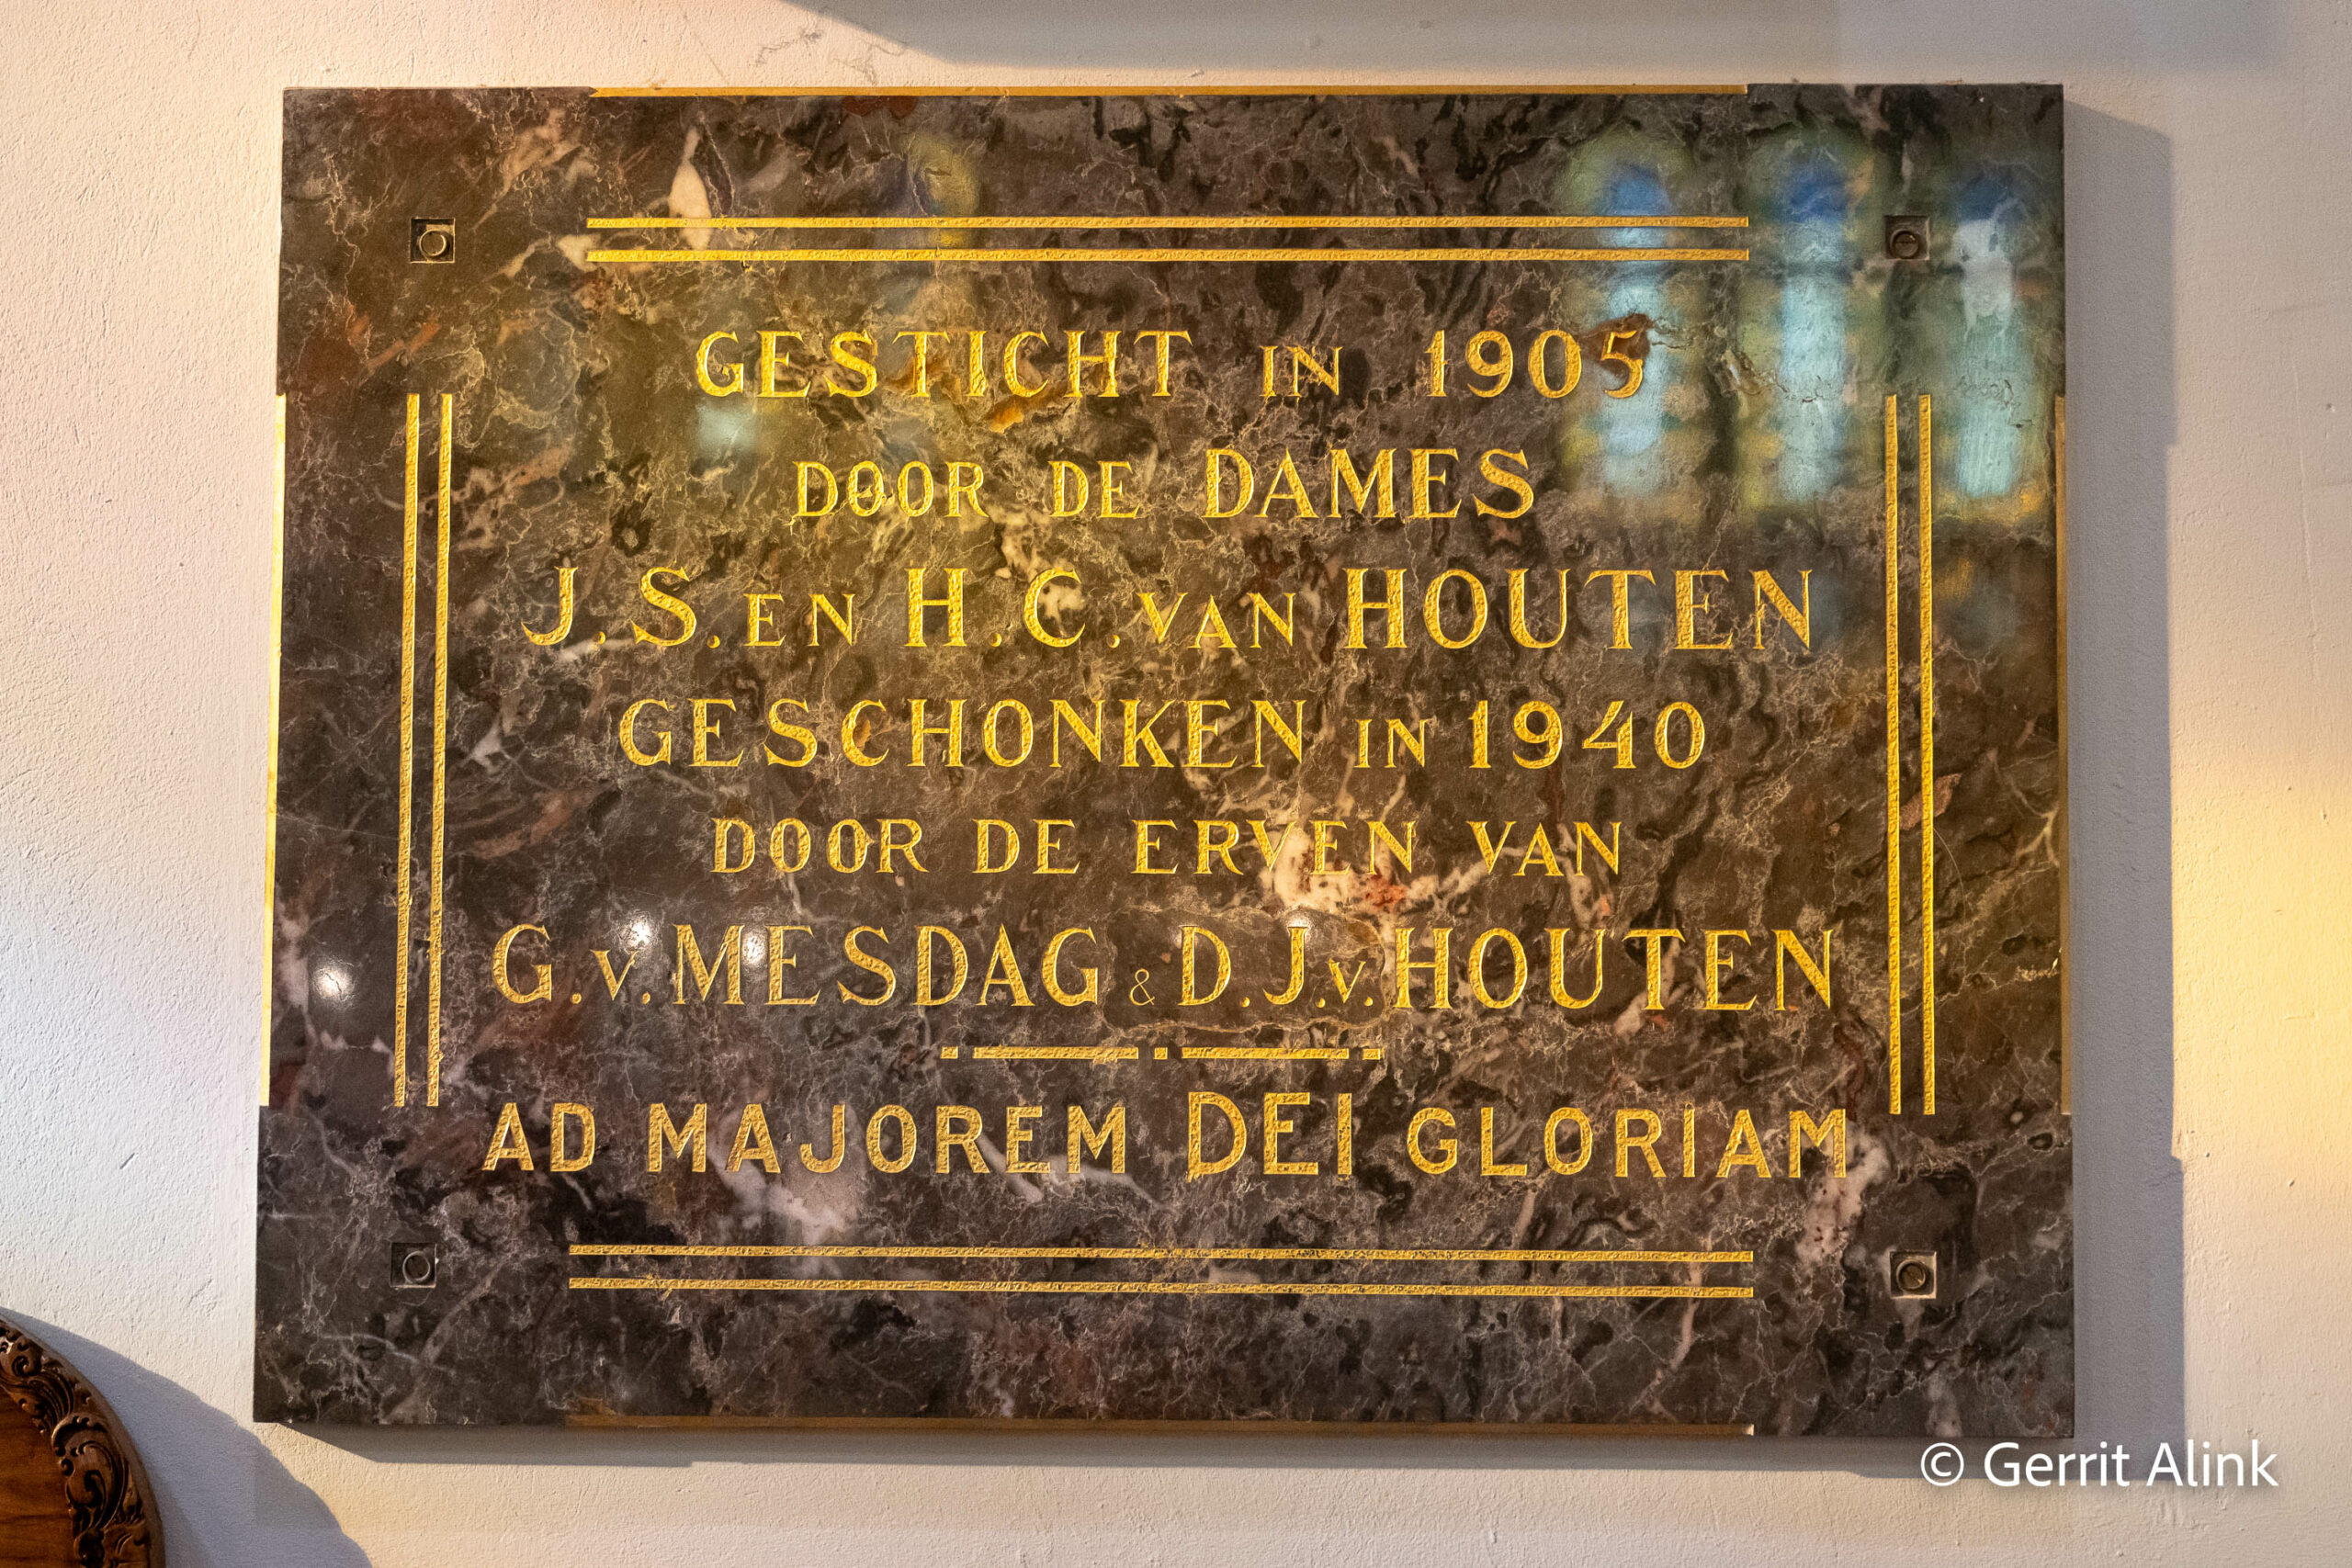 GESTICHT IN 1905
DOOR DE DAMES
J.S. EN H.C. VAN HOUTEN
GESCHONKEN IN 1940
DOOR DE ERVEN VAN
G.V. MESDAG & D.J.V. HOUTEN
AD MAJOREM DEI GLORIAM
© Gerrit Alink